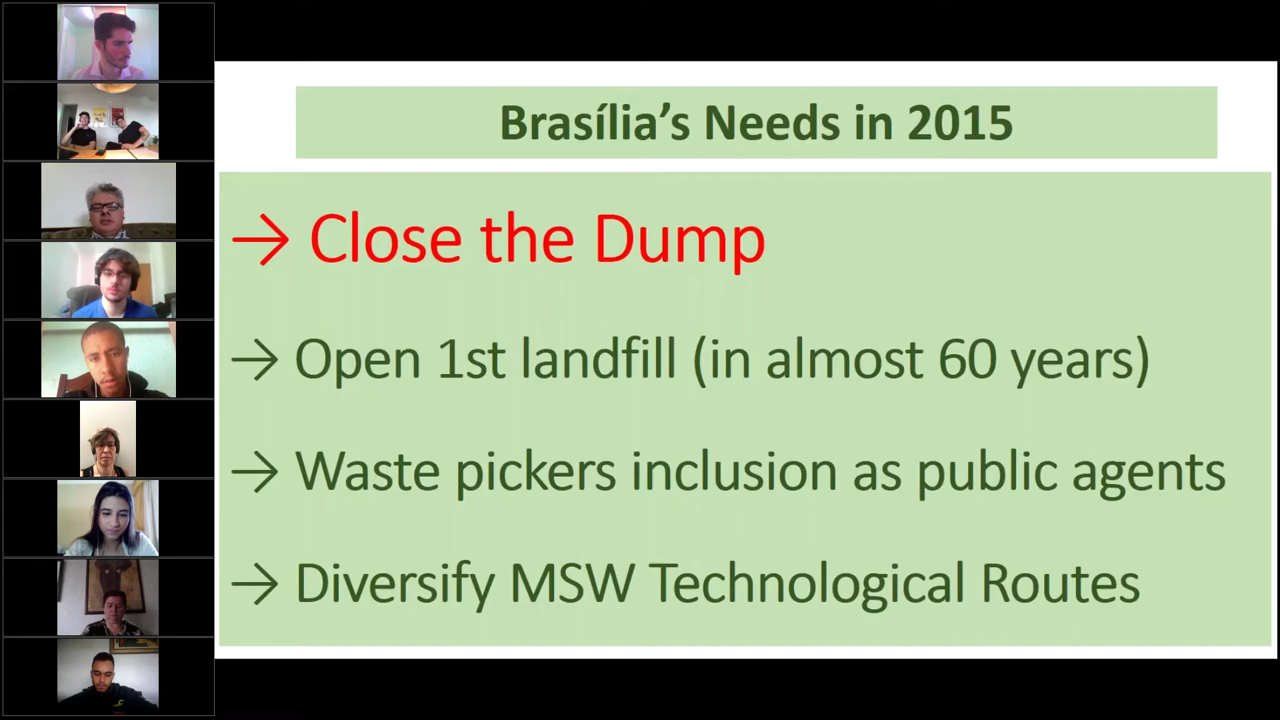 Brasília’s Needs in 2015
→ Close the Dump
→ Open 1st landfill (in almost 60 years)
→ Waste pickers inclusion as public agents
→ Diversify MSW Technological Routes